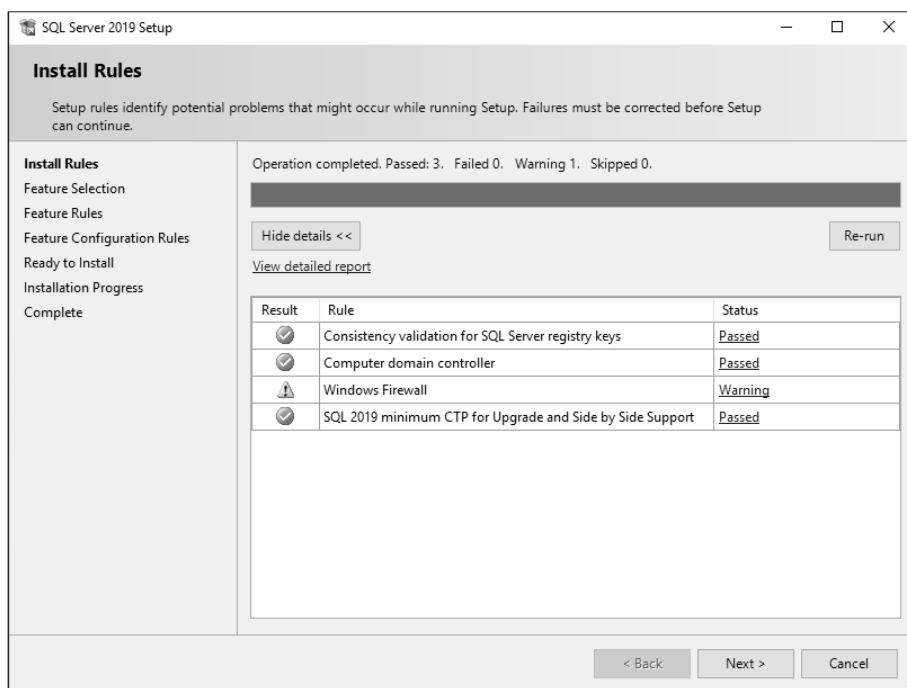 SQL Server 2019 Setup
Install Rules
Setup rules identify potential problems that might occur while running Setup. Failures must be corrected before Setup
can continue.
Install Rules
Feature Selection
Feature Rules
Feature Configuration Rules
Ready to Install
Installation Progress
Complete
Operation completed. Passed: 3.   Failed 0.   Warning 1.   Skipped 0.
Hide details <<
Re-run
View detailed report
Result Rule Status
Consistency validation for SQL Server registry keys Passed
Computer domain controller Passed
Windows Firewall Warning
SQL 2019 minimum CTP for Upgrade and Side by Side Support Passed
< Back Next > Cancel